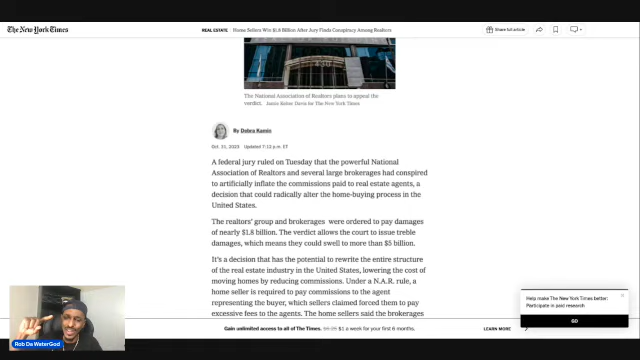 The New York Times
REAL ESTATE | Home Sellers Win $1.8 Billion After Jury Finds Conspiracy Among Realtors
Share full article
The National Association of Realtors plans to appeal the
verdict. Jamie Kelter Davis for The New York Times
By Debra Kamin
Oct. 31, 2023 Updated 7:12 p.m. ET
A federal jury ruled on Tuesday that the powerful National
Association of Realtors and several large brokerages had conspired
to artificially inflate the commissions paid to real estate agents, a
decision that could radically alter the home-buying process in the
United States.
The realtors' group and brokerages were ordered to pay damages
of nearly $1.8 billion. The verdict allows the court to issue treble
damages, which means they could swell to more than $5 billion.
It's a decision that has the potential to rewrite the entire structure
of the real estate industry in the United States, lowering the cost of
moving homes by reducing commissions. Under a N.A.R. rule, a
home seller is required to pay commissions to the agent
representing the buyer, which sellers claimed forced them to pay
excessive fees to the agents. The home sellers said the brokerages
Help make The New York Times better:
Participate in paid research
GO
Rob Da WaterGod
Gain unlimited access to all of The Times. $1 a week for your first 6 months.
LEARN MORE